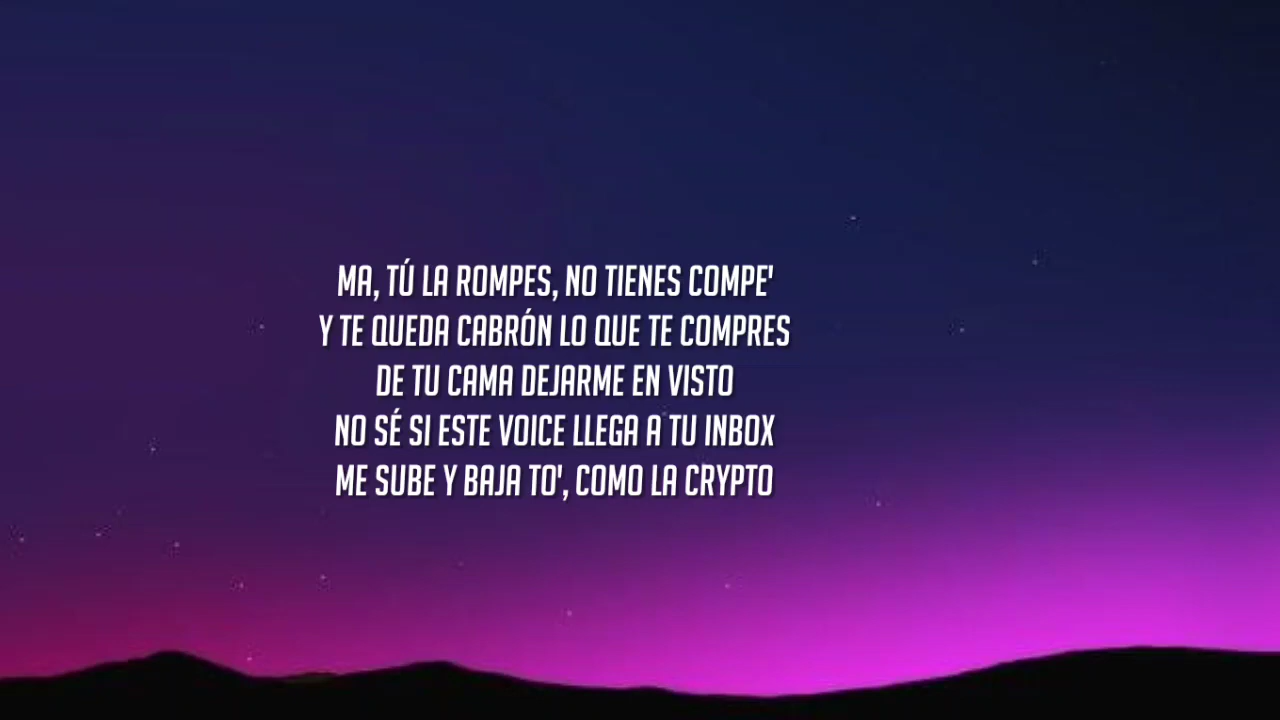 MA, TÚ LA ROMPES, NO TIENES COMPE'
Y TE QUEDA CABRÓN LO QUE TE COMPRES
DE TU CAMA DEJARME EN VISTO
NO SÉ SI ESTE VOICE LLEGA A TU INBOX
ME SUBE Y BAJA TO', COMO LA CRYPTO